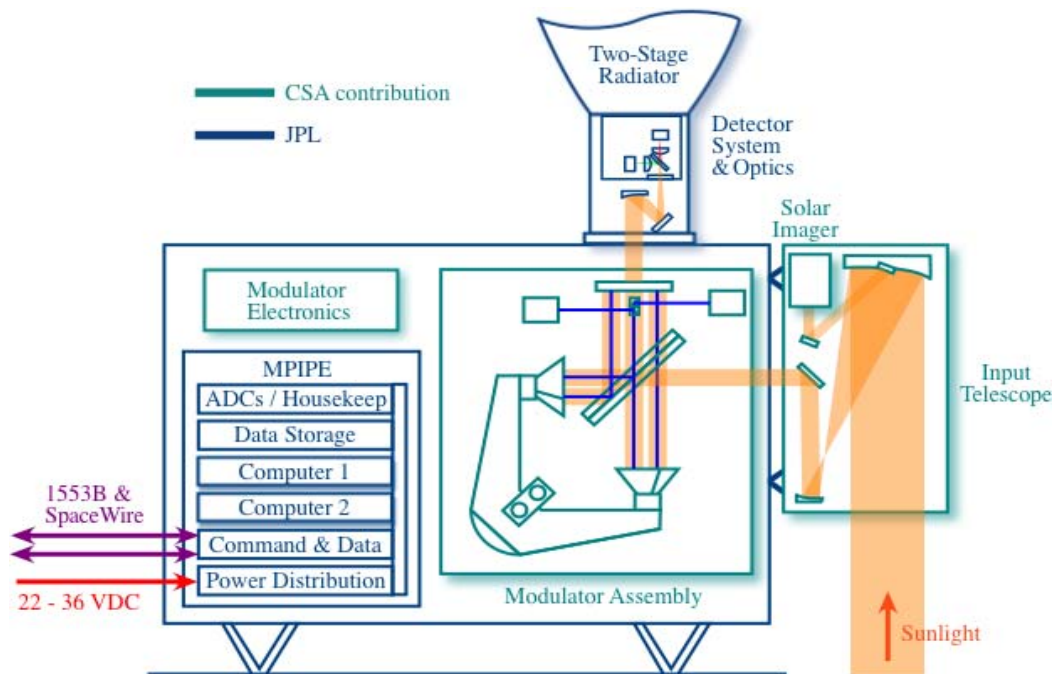 Two-Stage
Radiator
CSA contribution
JPL
Detector
System
& Optics
Solar
Imager
Modulator
Electronics
MPIPE
ADCs / Housekeep
Data Storage
Computer 1
Computer 2
Command & Data
Power Distribution
1553B &
SpaceWire
22 - 36 VDC
Modulator Assembly
Input
Telescope
Sunlight